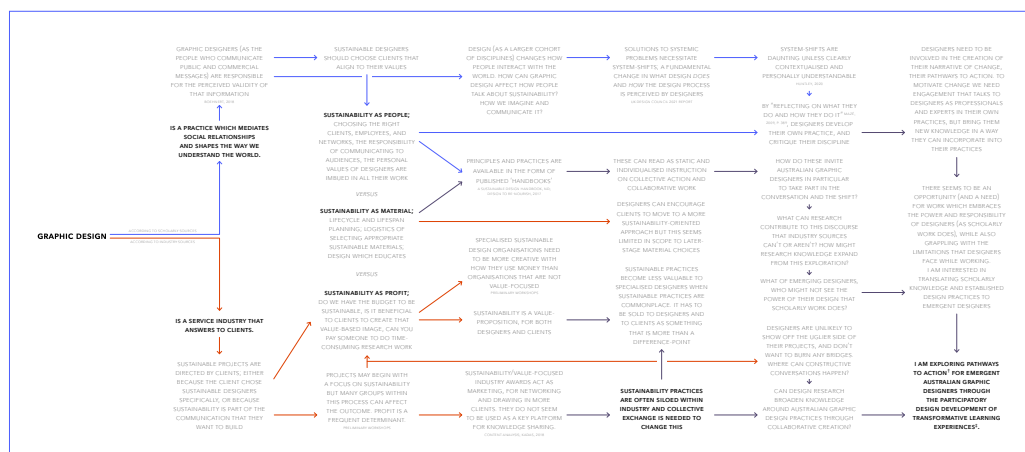 GRAPHIC DESIGN
ACCORDING TO SCHOLARLY SOURCES
ACCORDING TO INDUSTRY SOURCES
GRAPHIC DESIGNERS (AS THE
PEOPLE WHO COMMUNICATE
PUBLIC AND COMMERCIAL
MESSAGES) ARE RESPONSIBLE
FOR THE PERCEIVED VALIDITY OF
THAT INFORMATION
IS A PRACTICE WHICH MEDIATES
SOCIAL RELATIONSHIPS
AND SHAPES THE WAY WE
UNDERSTAND THE WORLD.
IS A SERVICE INDUSTRY THAT
ANSWERS TO CLIENTS.
SUSTAINABLE PROJECTS ARE
DIRECTED BY CLIENTS, EITHER
BECAUSE THE CLIENT CHOSE
SUSTAINABLE DESIGNERS
SPECIFICALLY, OR BECAUSE
SUSTAINABILITY IS PART OF THE
COMMUNICATION THAT THEY
WANT TO BUILD
SUSTAINABLE DESIGNERS
SHOULD CHOOSE CLIENTS THAT
ALIGN TO THEIR VALUES
SUSTAINABILITY AS PEOPLE;
CHOOSING THE RIGHT
CLIENTS, EMPLOYEES, AND
NETWORKS, THE RESPONSIBILITY
OF COMMUNICATING TO
AUDIENCES, THE PERSONAL
VALUES OF DESIGNERS ARE
IMBUED IN ALL THEIR WORK
VERSUS
SUSTAINABILITY AS MATERIAL;
LIFECYCLE AND LIFESPAN
PLANNING, LOGISTICS OF
SELECTING APPROPRIATE
SUSTAINABLE MATERIALS,
DESIGN WHICH EDUCATES
VERSUS
SUSTAINABILITY AS PROFIT;
DO WE HAVE THE BUDGET TO BE
SUSTAINABLE, IS IT BENEFICIAL
TO CLIENTS TO CREATE THAT
VALUE-BASED IMAGE, CAN YOU
PAY SOMEONE TO DO TIME-
CONSUMING RESEARCH WORK
PROJECTS MAY BEGIN WITH
A FOCUS ON SUSTAINABILITY
BUT MANY GROUPS WITHIN
THIS PROCESS CAN AFFECT
THE OUTCOME. PROFIT IS A
FREQUENT DETERMINANT.
PRELIMINARY WORKSHOPS
DESIGN (AS A LARGER COHORT
OF DISCIPLINES) CHANGES HOW
PEOPLE INTERACT WITH THE
WORLD. HOW CAN GRAPHIC
DESIGN AFFECT HOW PEOPLE
TALK ABOUT SUSTAINABILITY?
HOW WE IMAGINE AND
COMMUNICATE IT?
PRINCIPLES AND PRACTICES ARE
AVAILABLE IN THE FORM OF
PUBLISHED 'HANDBOOKS'
SPECIALISED SUSTAINABLE
DESIGN ORGANISATIONS NEED
TO BE MORE CREATIVE WITH
HOW THEY USE MONEY THAN
ORGANISATIONS THAT ARE NOT
VALUE-FOCUSED
PRELIMINARY WORKSHOPS
SUSTAINABILITY IS A VALUE-
PROPOSITION, FOR BOTH
DESIGNERS AND CLIENTS
SUSTAINABILITY/VALUE-FOCUSED
INDUSTRY AWARDS ACT AS
MARKETING, FOR NETWORKING
AND DRAWING IN MORE
CLIENTS. THEY DO NOT SEEM
TO BE USED AS A KEY PLATFORM
FOR KNOWLEDGE SHARING.
SOLUTIONS TO SYSTEMIC
PROBLEMS NECESSITATE
SYSTEM-SHIFTS, A FUNDAMENTAL
CHANGE IN WHAT DESIGN DOES
AND HOW THE DESIGN PROCESS
IS PERCEIVED BY DESIGNERS
THESE CAN READ AS STATIC AND
INDIVIDUALISED INSTRUCTION
ON COLLECTIVE ACTION AND
COLLABORATIVE WORK
DESIGNERS CAN ENCOURAGE
CLIENTS TO MOVE TO A MORE
SUSTAINABILITY-ORIENTED
APPROACH BUT THIS SEEMS
LIMITED IN SCOPE TO LATER-
STAGE MATERIAL CHOICES
SUSTAINABLE PRACTICES
BECOME LESS VALUABLE TO
SPECIALISED DESIGNERS WHEN
SUSTAINABLE PRACTICES ARE
COMMONPLACE. IT HAS TO
BE SOLD TO DESIGNERS AND
TO CLIENTS AS SOMETHING
THAT IS MORE THAN A
DIFFERENCE-POINT
SUSTAINABILITY PRACTICES
ARE OFTEN SILOED WITHIN
INDUSTRY AND COLLECTIVE
EXCHANGE IS NEEDED TO
CHANGE THIS
SYSTEM-SHIFTS ARE
DAUNTING UNLESS CLEARLY
CONTEXTUALISED AND
PERSONALLY UNDERSTANDABLE
BY "REFLECTING ON WHAT THEY
DO AND HOW THEY DO IT"
DESIGNERS DEVELOP
THEIR OWN PRACTICE, AND
CRITIQUE THEIR DISCIPLINE
HOW DO THESE INVITE
AUSTRALIAN GRAPHIC
DESIGNERS IN PARTICULAR
TO TAKE PART IN THE
CONVERSATION AND THE SHIFT?
WHAT CAN RESEARCH
CONTRIBUTE TO THIS DISCOURSE
THAT INDUSTRY SOURCES
CAN'T OR AREN'T? HOW MIGHT
RESEARCH KNOWLEDGE EXPAND
FROM THIS EXPLORATION?
WHAT OF EMERGING DESIGNERS,
WHO MIGHT NOT SEE THE
POWER OF THEIR DESIGN THAT
SCHOLARLY WORK DOES?
DESIGNERS ARE UNLIKELY TO
SHOW OFF THE UGLIER SIDE OF
THEIR PROJECTS, AND DON'T
WANT TO BURN ANY BRIDGES
WHERE CAN CONSTRUCTIVE
CONVERSATIONS HAPPEN?
CAN DESIGN RESEARCH
BROADEN KNOWLEDGE
AROUND AUSTRALIAN GRAPHIC
DESIGN PRACTICES THROUGH
COLLABORATIVE CREATION?
DESIGNERS NEED TO BE
INVOLVED IN THE CREATION OF
THEIR NARRATIVE OF CHANGE,
THEIR PATHWAYS TO ACTION. TO
MOTIVATE CHANGE WE NEED
ENGAGEMENT THAT TALKS TO
DESIGNERS AS PROFESSIONALS
AND EXPERTS IN THEIR OWN
PRACTICES, BUT BRING THEM
NEW KNOWLEDGE IN A WAY
THEY CAN INCORPORATE INTO
THEIR PRACTICES
THERE SEEMS TO BE AN
OPPORTUNITY (AND A NEED)
FOR WORK WHICH EMBRACES
THE POWER AND RESPONSIBILITY
OF DESIGNERS (AS SCHOLARLY
WORK DOES), WHILE ALSO
GRAPPLING WITH THE
LIMITATIONS THAT DESIGNERS
FACE WHILE WORKING.
I AM INTERESTED IN
TRANSLATING SCHOLARLY
KNOWLEDGE AND ESTABLISHED
DESIGN PRACTICES TO
EMERGENT DESIGNERS
I AM EXPLORING PATHWAYS
TO ACTION¹ FOR EMERGENT
AUSTRALIAN GRAPHIC
DESIGNERS THROUGH
THE PARTICIPATORY
DESIGN DEVELOPMENT OF
TRANSFORMATIVE LEARNING
EXPERIENCES².